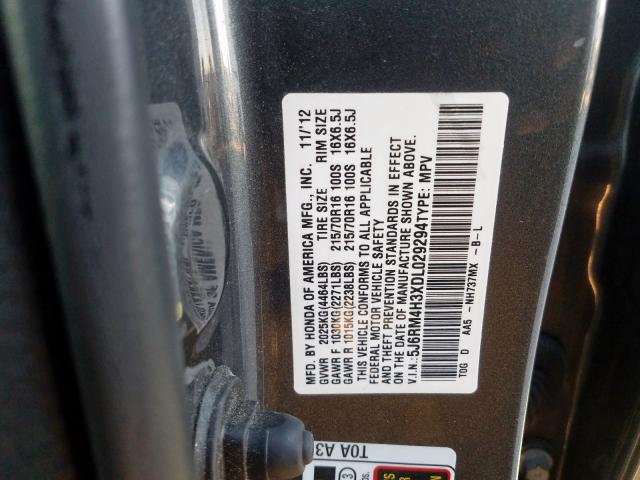 MFD. BY HONDA OF AMERICA MFG., INC. 11/12
GVWR 2025KG(4464LBS) TIRE SIZE RIM SIZE
GAWR F 1030KG(2271LBS) 215/70R16 100S 16X6.5J
GAWR R 1015KG(2238LBS) 215/70R16 100S 16X6.5J
THIS VEHICLE CONFORMS TO ALL APPLICABLE
FEDERAL MOTOR VEHICLE SAFETY
AND THEFT PREVENTION STANDARDS IN EFFECT
ON THE DATE OF MANUFACTURE SHOWN ABOVE.
V.I.N.:5J6RM4H3XDL029294 TYPE: MPV
T0G D AA5 -NH737MX -B-L
T0A A3
3